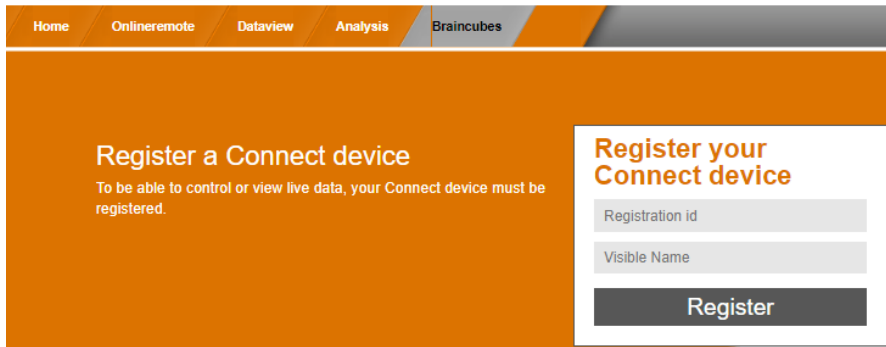 Home Onlineremote Dataview Analysis Braincubes
Register a Connect device
To be able to control or view live data, your Connect device must be
registered.
Register your
Connect device
Registration id
Visible Name
Register